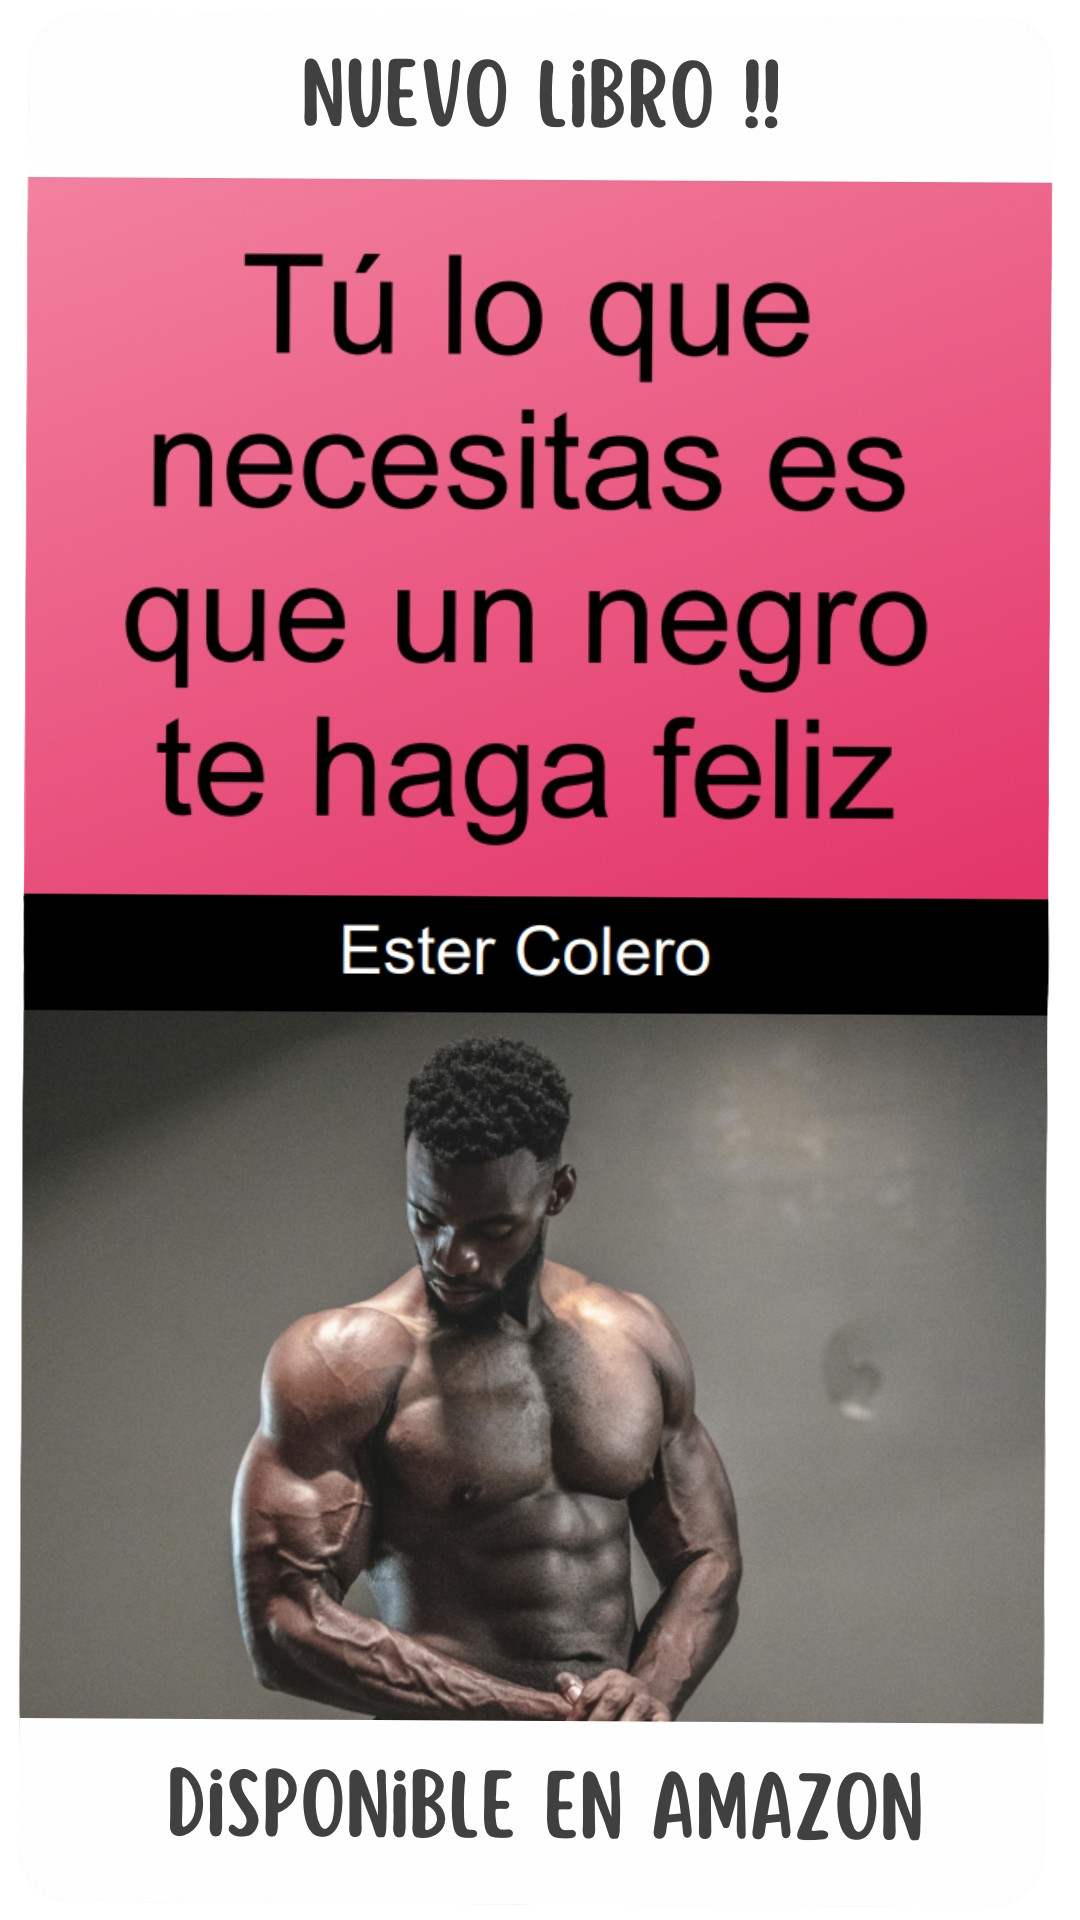 NUEVO LiBRO !!
Tú lo que
necesitas es
que un negro
te haga feliz
Ester Colero
DiSPONiBLE EN AMAZON